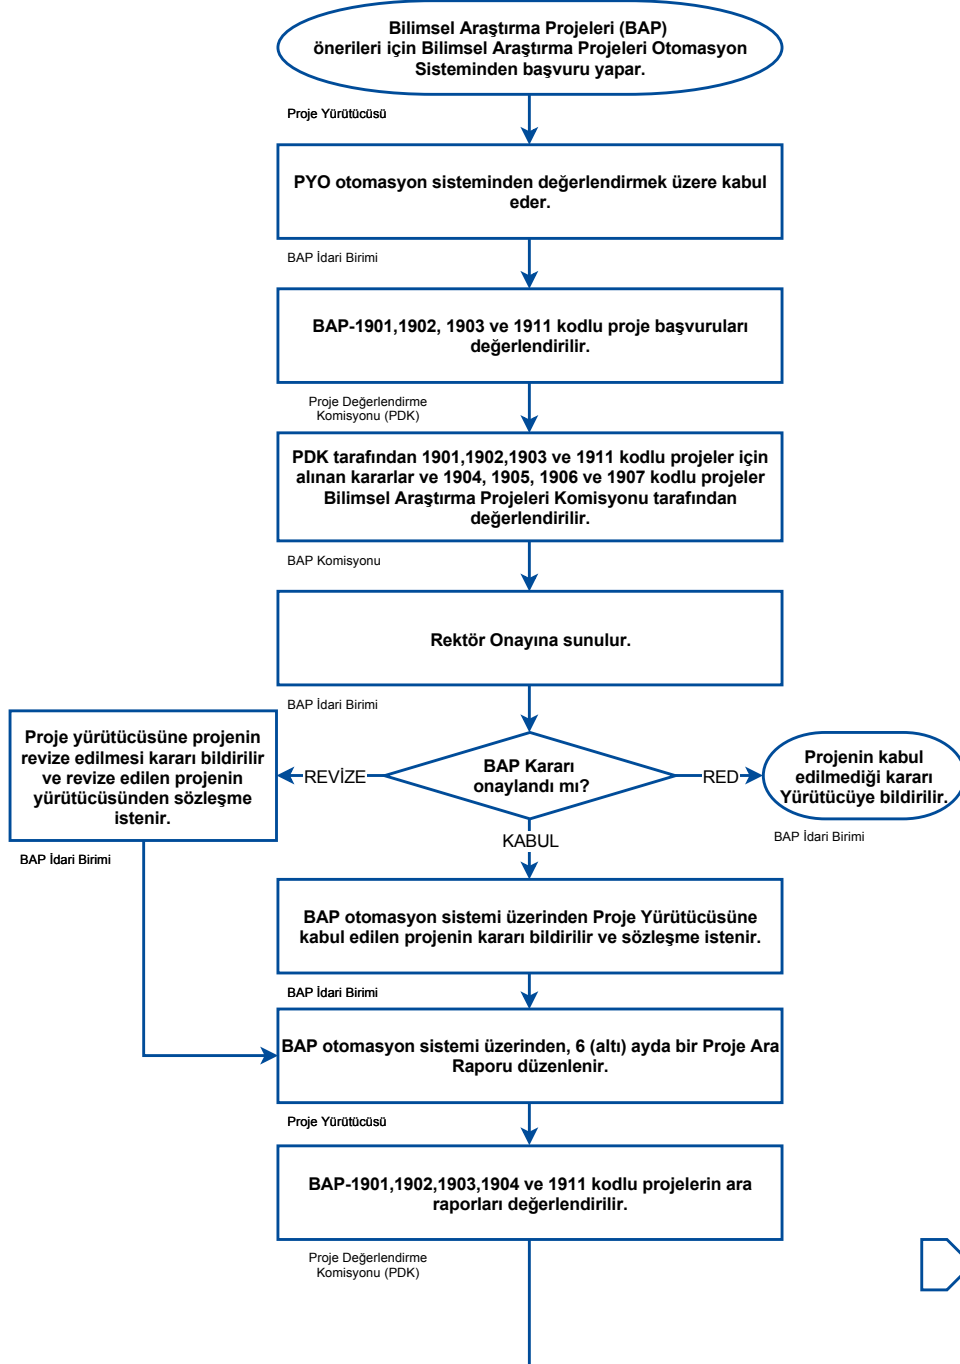 Bilimsel Araştırma Projeleri (BAP)
önerileri için Bilimsel Araştırma Projeleri Otomasyon
Sisteminden başvuru yapar.
Proje Yürütücüsü
PYO otomasyon sisteminden değerlendirmek üzere kabul
eder.
BAP İdari Birimi
BAP-1901,1902, 1903 ve 1911 kodlu proje başvuruları
değerlendirilir.
Proje Değerlendirme
Komisyonu (PDK)
PDK tarafından 1901,1902,1903 ve 1911 kodlu projeler için
alınan kararlar ve 1904, 1905, 1906 ve 1907 kodlu projeler
Bilimsel Araştırma Projeleri Komisyonu tarafından
değerlendirilir.
BAP Komisyonu
Rektör Onayına sunulur.
BAP İdari Birimi
Proje yürütücüsüne projenin
revize edilmesi kararı bildirilir
ve revize edilen projenin
yürütücüsünden sözleşme
istenir.
BAP İdari Birimi
REVİZE
BAP Kararı
onaylandı mı?
RED
Projenin kabul
edilmediği kararı
Yürütücüye bildirilir.
BAP İdari Birimi
KABUL
BAP otomasyon sistemi üzerinden Proje Yürütücüsüne
kabul edilen projenin kararı bildirilir ve sözleşme istenir.
BAP İdari Birimi
BAP otomasyon sistemi üzerinden, 6 (altı) ayda bir Proje Ara
Raporu düzenlenir.
Proje Yürütücüsü
BAP-1901,1902,1903,1904 ve 1911 kodlu projelerin ara
raporları değerlendirilir.
Proje Değerlendirme
Komisyonu (PDK)